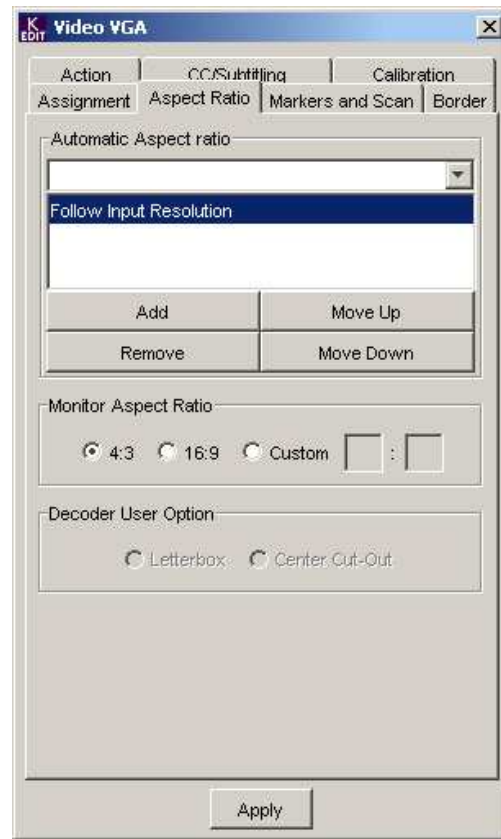 K EDIT Video VGA
Action CC/Subtitling Calibration
Assignment Aspect Ratio Markers and Scan Border
Automatic Aspect ratio
Follow Input Resolution
Add Move Up
Remove Move Down
Monitor Aspect Ratio
4:3 16:9 Custom :
Decoder User Option
Letterbox Center Cut-Out
Apply